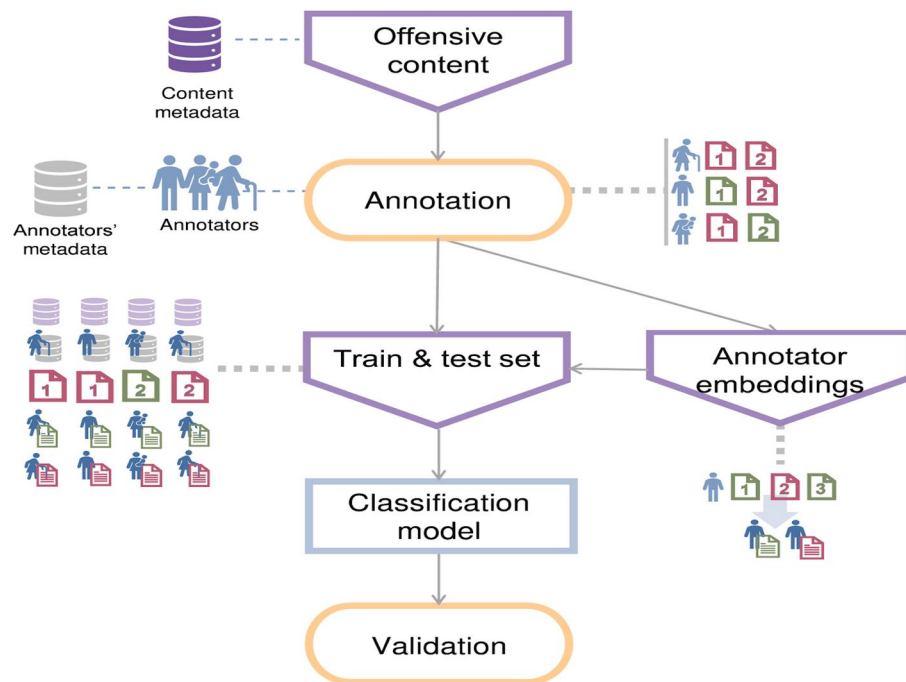 Offensive
content
Content
metadata
1 2
Annotation
1 2
Annotators
Annotators'
metadata
1 2
Train & test set
Annotator
embeddings
1 1 2 2
1 2 3
Classification
model
Validation